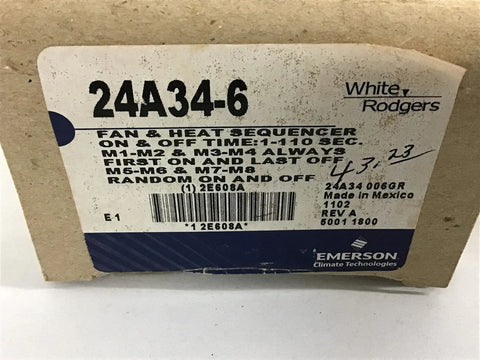 24A34-6
White
Rodgers
FAN & HEAT SEQUENCER
ON & OFF TIME:1-110 SEC.
M1-M2 & M3-M4 ALWAYS
FIRST ON AND LAST OFF
M5-M6 & M7-M8
RANDOM ON AND OFF
43.23
(1) 2E608A
E1
*1 2E608A*
24A34 006GR
Made in Mexico
1102
REV A
5001 1800
EMERSON
Climate Technologies